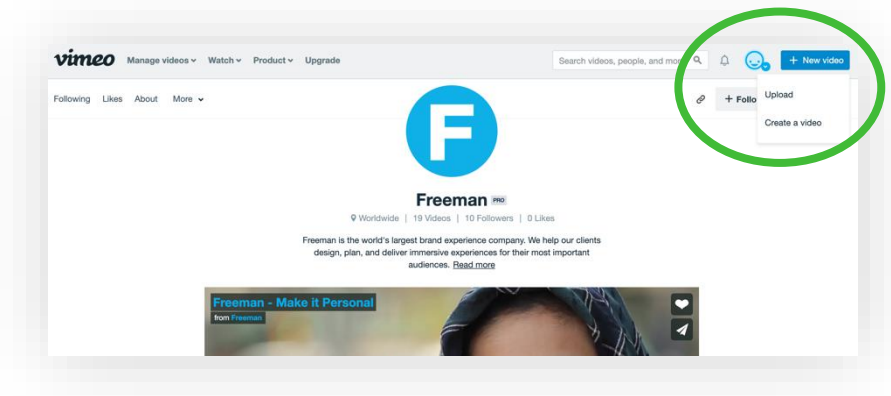 vimeo Manage videos Watch Product Upgrade Search videos, people, and mor + New video
Following Likes About More + Follo
Upload
Create a video
F
Freeman PRO
Worldwide | 19 Videos | 10 Followers | 0 Likes
Freeman is the world's largest brand experience company. We help our clients
design, plan, and deliver immersive experiences for their most important
audiences. Read more
Freeman - Make it Personal
from Freeman